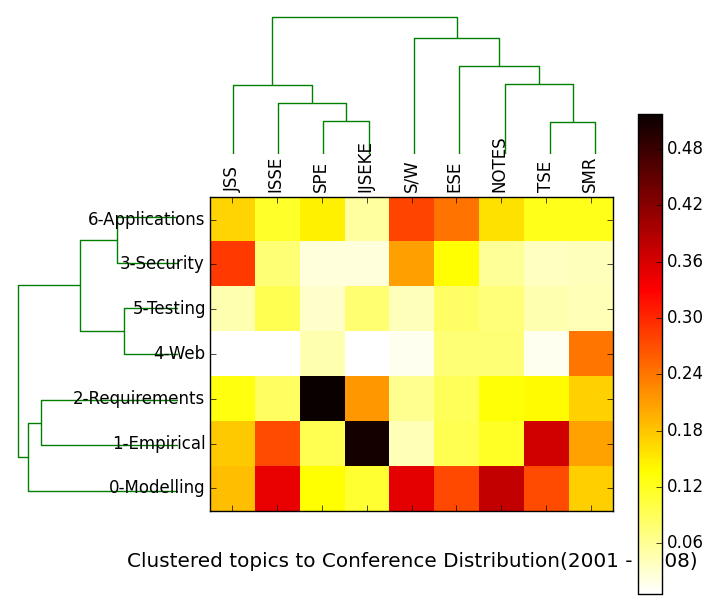 JSS ISSE SPE IJSEKE S/W ESE NOTES TSE SMR
6-Applications
3-Security
5-Testing
4-Web
2-Requirements
1-Empirical
0-Modelling
0.48
0.42
0.36
0.30
0.24
0.18
0.12
0.06
Clustered topics to Conference Distribution(2001 - 08)